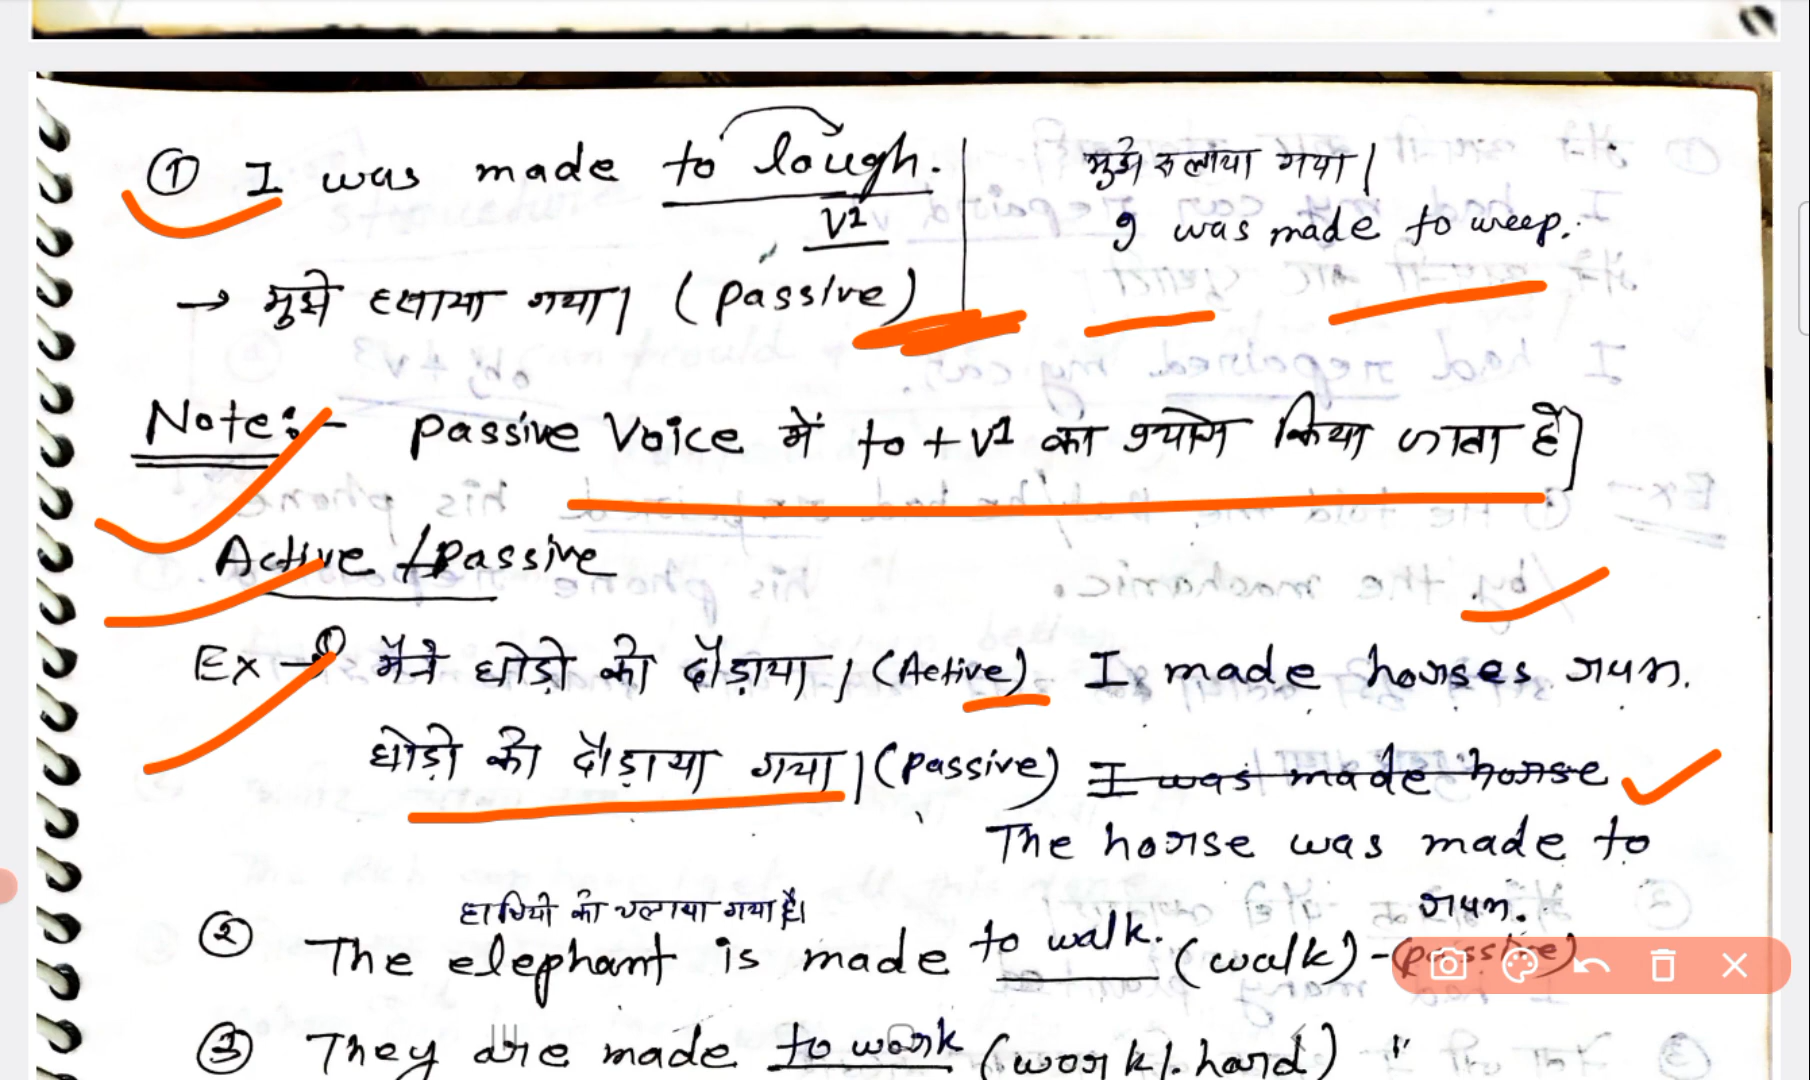 ① I was made to laugh. | मुझे रुलाया गया।
V1
I was made to weep.
→ मुझे हसाया गया। (passive)
Note:- Passive Voice में to + V1 का प्रयोग किया जाता है।
Active / Passive
Ex → ① मैंने घोड़ो को दौड़ाया। (Active) I made horses run.
घोड़ो को दौड़ाया गया। (passive) I was made horse
The horse was made to
run.
हाथियो को चलाया गया है।
② The elephant is made to walk. (walk) - (passive)
③ They are made to work (work/hard) "